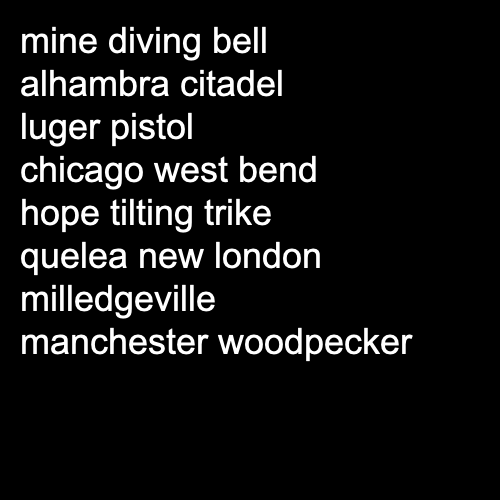 mine diving bell
alhambra citadel
luger pistol
chicago west bend
hope tilting trike
quelea new london
milledgeville
manchester woodpecker